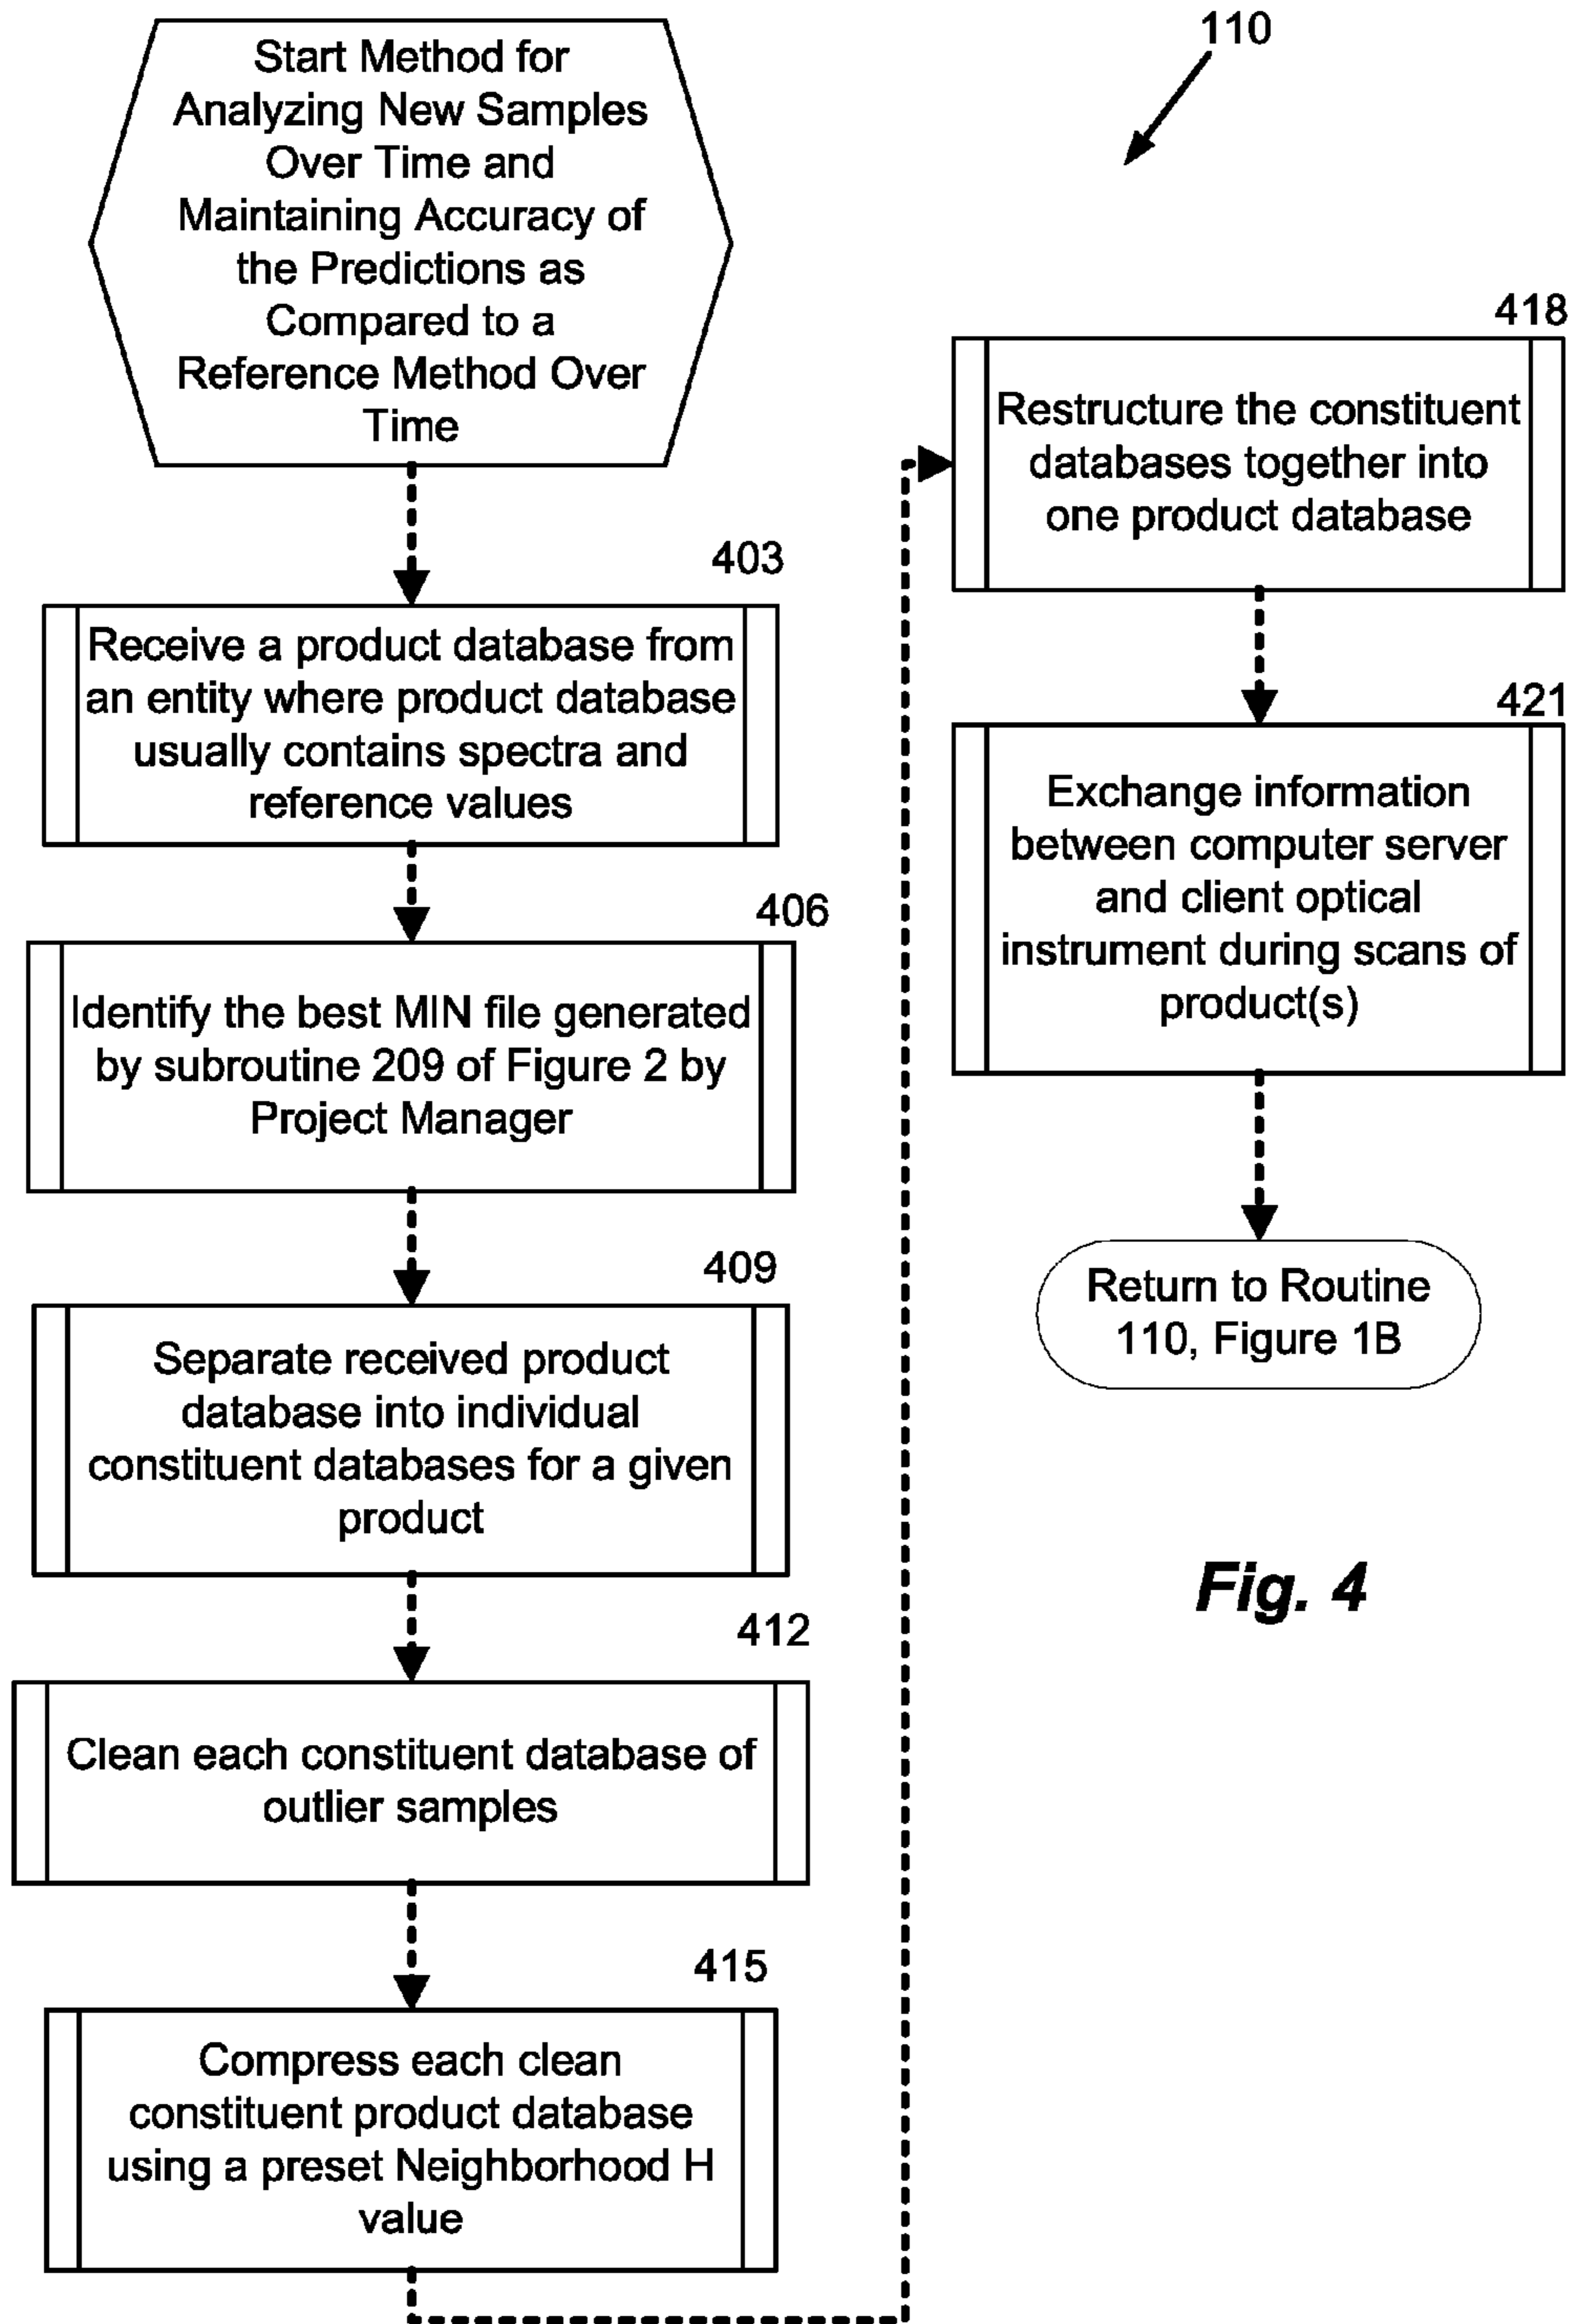 Start Method for
Analyzing New Samples
Over Time and
Maintaining Accuracy of
the Predictions as
Compared to a
Reference Method Over
Time
403
Receive a product database from
an entity where product database
usually contains spectra and
reference values
406
Identify the best MIN file generated
by subroutine 209 of Figure 2 by
Project Manager
409
Separate received product
database into individual
constituent databases for a given
product
412
Clean each constituent database of
outlier samples
415
Compress each clean
constituent product database
using a preset Neighborhood H
value
110
418
Restructure the constituent
databases together into
one product database
421
Exchange information
between computer server
and client optical
instrument during scans of
product(s)
Return to Routine
110, Figure 1B
Fig. 4